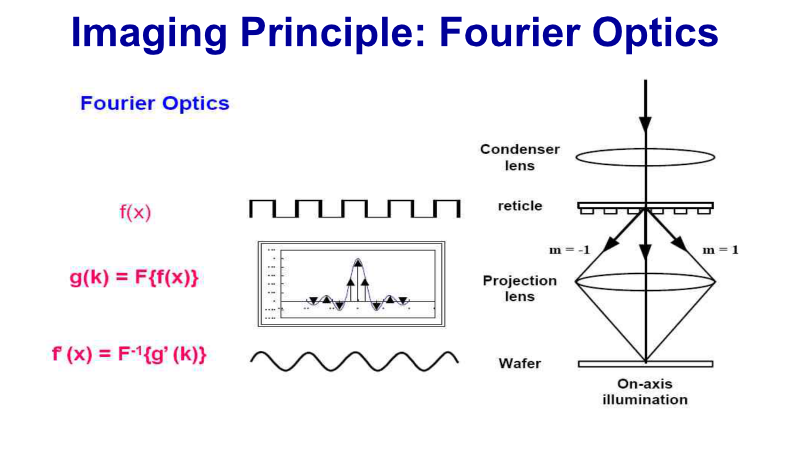 Imaging Principle: Fourier Optics
Fourier Optics
f(x)
g(k) = F{f(x)}
f'(x) = F-1{g'(k)}
Condenser
lens
reticle
m = -1
m = 1
Projection
lens
Wafer
On-axis
illumination